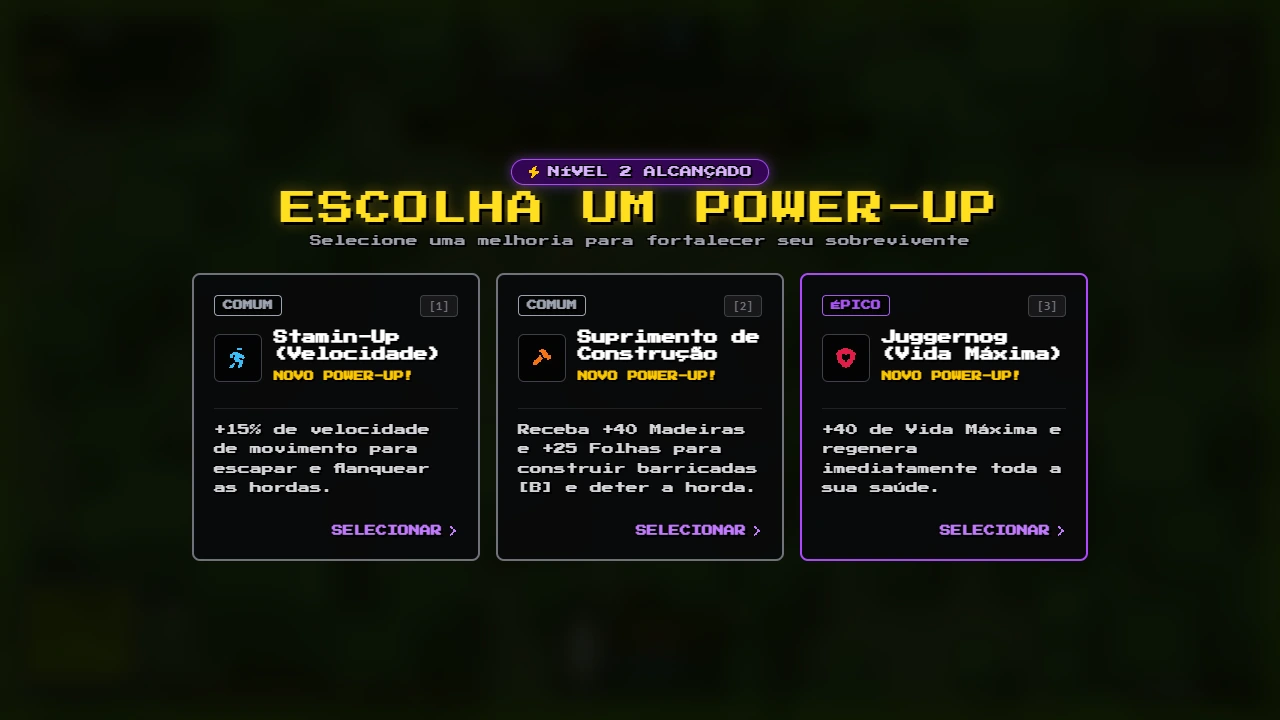 NíVEL 2 ALCANÇADO
ESCOLHA UM POWER-UP
Selecione uma melhoria para fortalecer seu sobrevivente
COMUM [1]
Stamin-Up
(Velocidade)
NOVO POWER-UP!
+15% de velocidade
de movimento para
escapar e flanquear
as hordas.
SELECIONAR >
COMUM [2]
Suprimento de
Construção
NOVO POWER-UP!
Receba +40 Madeiras
e +25 Folhas para
construir barricadas
[B] e deter a horda.
SELECIONAR >
éPICO [3]
Juggernog
(Vida Máxima)
NOVO POWER-UP!
+40 de Vida Máxima e
regenera
imediatamente toda a
sua saúde.
SELECIONAR >